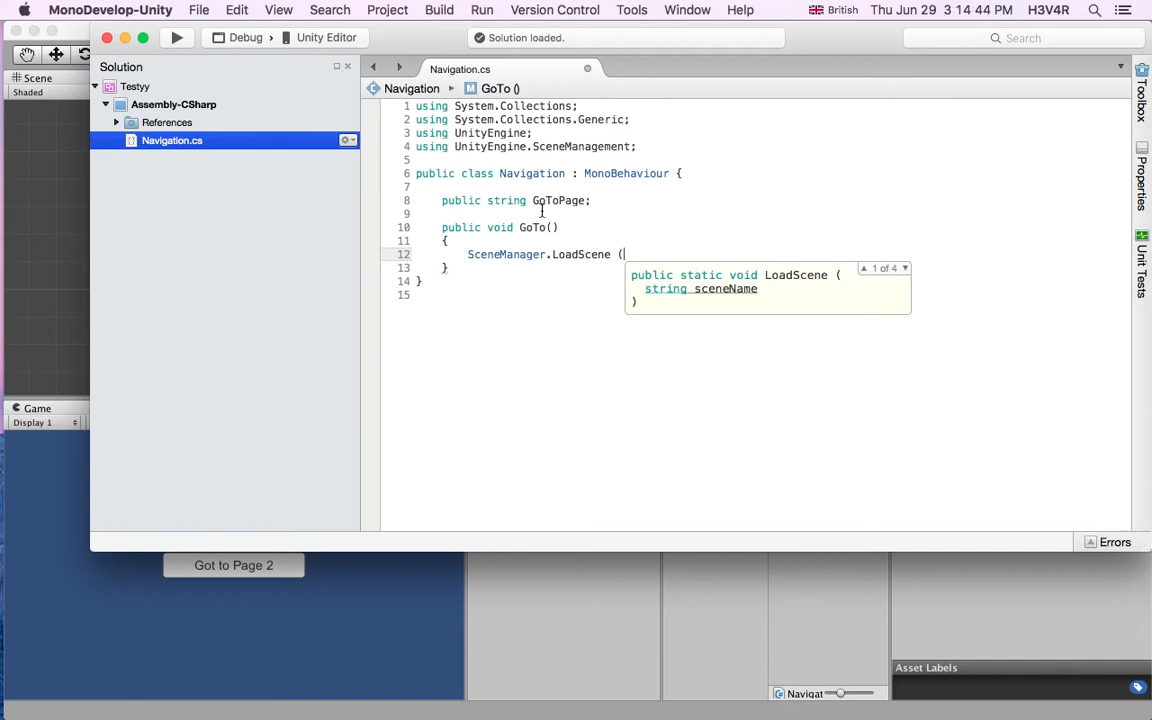 MonoDevelop-Unity File Edit View Search Project Build Run Version Control Tools Window Help British Thu Jun 29 3 14 44 PM H3V4R
Debug Unity Editor Solution loaded. Search
Solution
Navigation.cs
Scene
Shaded
Testyy
Navigation GoTo ()
Assembly-CSharp
References
Navigation.cs
1 using System.Collections;
2 using System.Collections.Generic;
3 using UnityEngine;
4 using UnityEngine.SceneManagement;
5
6 public class Navigation : MonoBehaviour {
7
8 public string GoToPage;
9
10 public void GoTo()
11 {
12 SceneManager.LoadScene (
13 }
14 }
15
1 of 4
public static void LoadScene (
string sceneName
)
Toolbox
Properties
Unit Tests
Game
Display 1
Errors
Got to Page 2
Asset Labels
Navigat